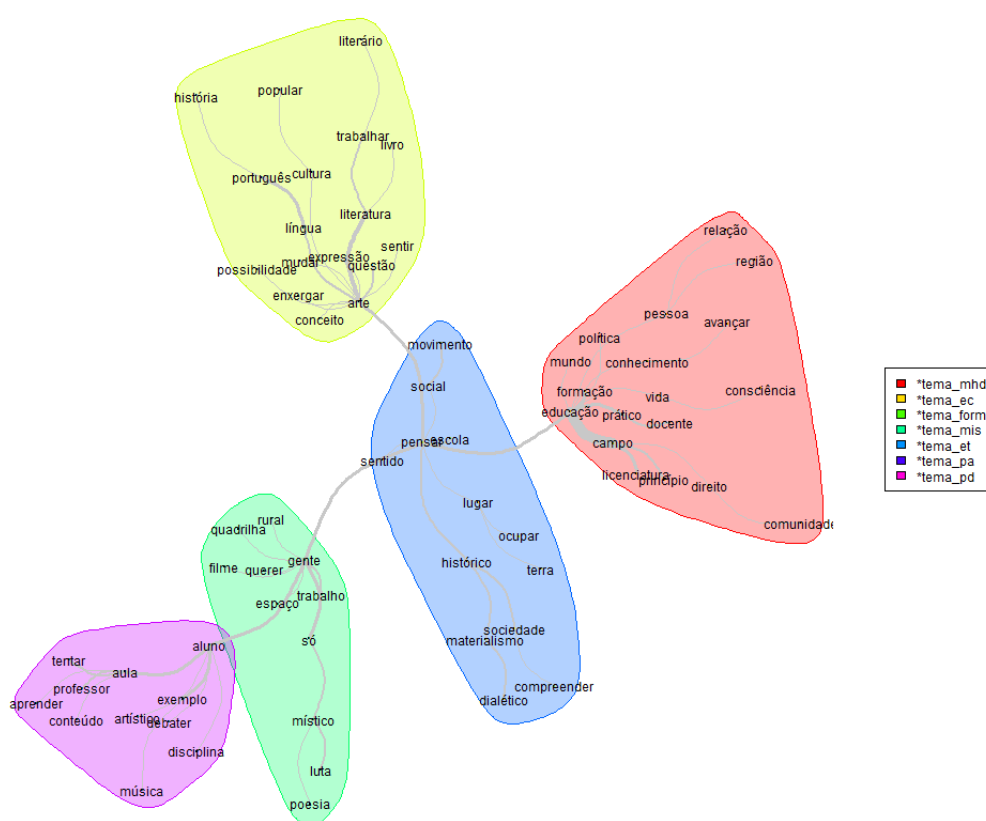 literário
história
popular
trabalhar
livro
português
cultura
literatura
língua
sentir
expressão
mudar
questão
possibilidade
enxergar
arte
conceito
relação
região
pessoa
avançar
política
mundo
conhecimento
formação
vida
consciência
educação
prático
docente
campo
licenciatura
princípio
direito
comunidade
movimento
social
pensar
escola
sentido
lugar
ocupar
histórico
terra
sociedade
materialismo
compreender
dialético
rural
quadrilha
gente
filme
querer
trabalho
espaço
só
místico
luta
poesia
aluno
tentar
aula
professor
aprender
exemplo
conteúdo
artístico
debater
disciplina
música
*tema_mhd
*tema_ec
*tema_form
*tema_mis
*tema_et
*tema_pa
*tema_pd